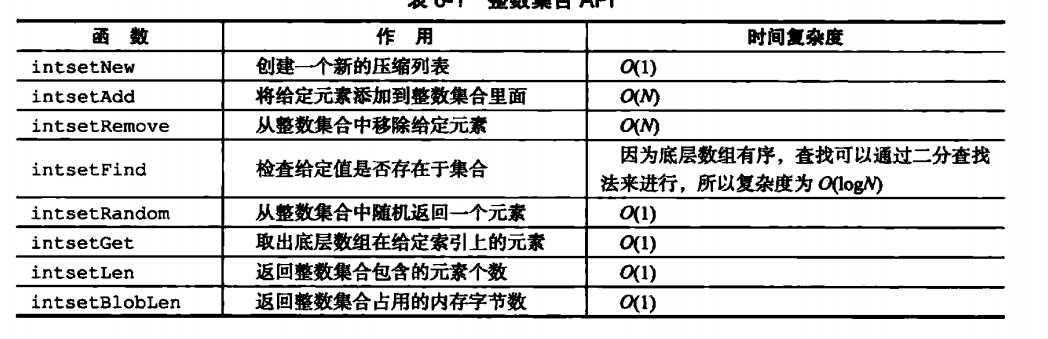 表 6-1 整数集合 API
函 数 作 用 时间复杂度
intsetNew 创建一个新的压缩列表 O(1)
intsetAdd 将给定元素添加到整数集合里面 O(N)
intsetRemove 从整数集合中移除给定元素 O(N)
intsetFind 检查给定值是否存在于集合 因为底层数组有序，查找可以通过二分查找
法来进行，所以复杂度为 O(logN)
intsetRandom 从整数集合中随机返回一个元素 O(1)
intsetGet 取出底层数组在给定索引上的元素 O(1)
intsetLen 返回整数集合包含的元素个数 O(1)
intsetBlobLen 返回整数集合占用的内存字节数 O(1)